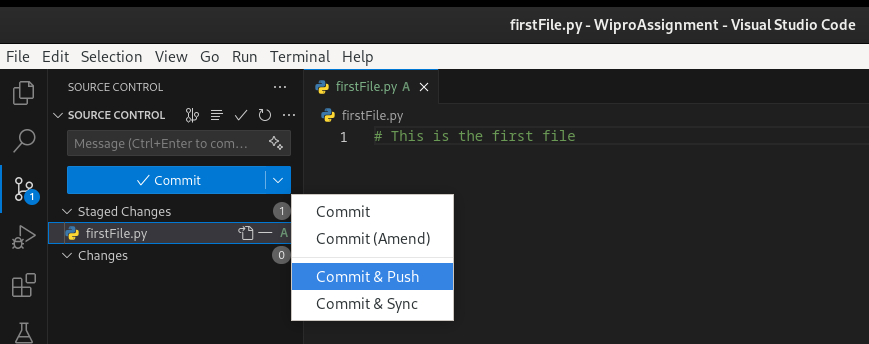 firstFile.py - WiproAssignment - Visual Studio Code
File Edit Selection View Go Run Terminal Help
SOURCE CONTROL
SOURCE CONTROL
Message (Ctrl+Enter to com...
Commit
Staged Changes 1
firstFile.py A
Changes 0
1
Commit
Commit (Amend)
Commit & Push
Commit & Sync
firstFile.py A
firstFile.py
1 # This is the first file